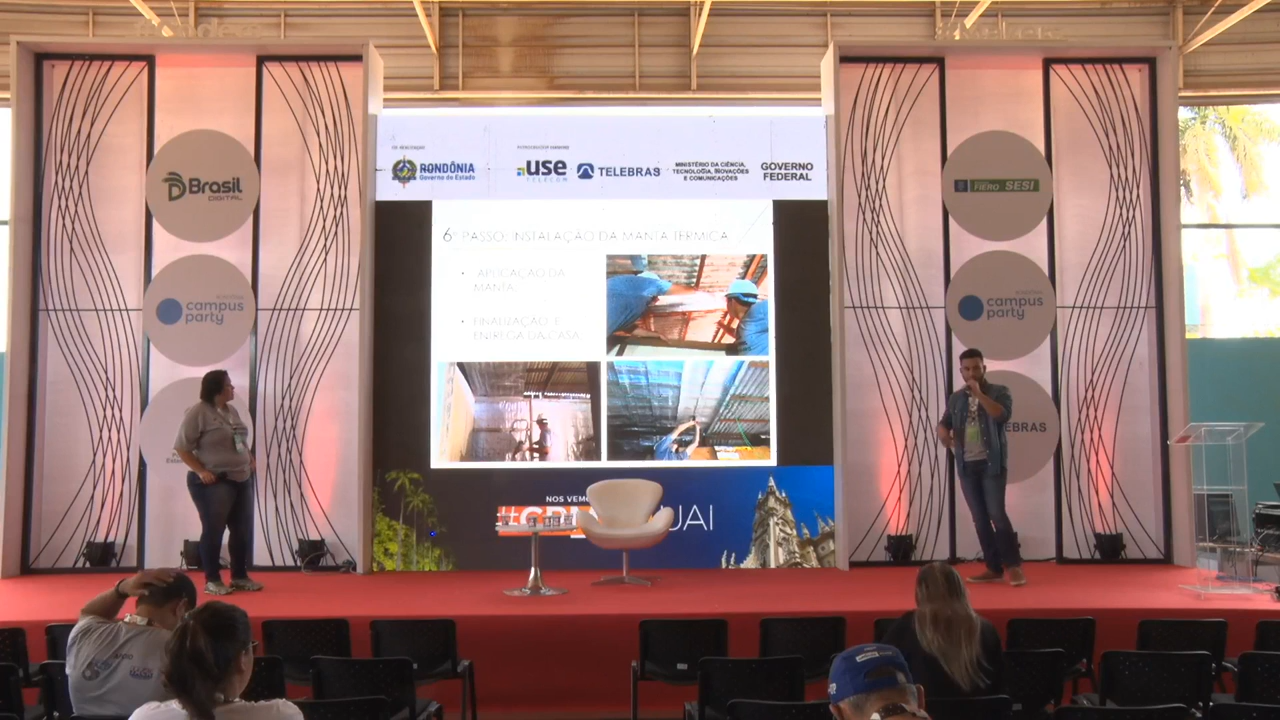 Brasil
DIGITAL
campus
party
RONDÔNIA
Governo do Estado
USE
TELECOM
TELEBRAS
MINISTÉRIO DA CIÊNCIA,
TECNOLOGIA, INOVAÇÕES
E COMUNICAÇÕES
GOVERNO
FEDERAL
6º PASSO: INSTALAÇÃO DA MANTA TÉRMICA
• APLICAÇÃO DA
MANTA
• FINALIZAÇÃO E
ENTREGA DA CASA
NOS VEMO
UAI
FIERO SESI
campus
party
EBRAS